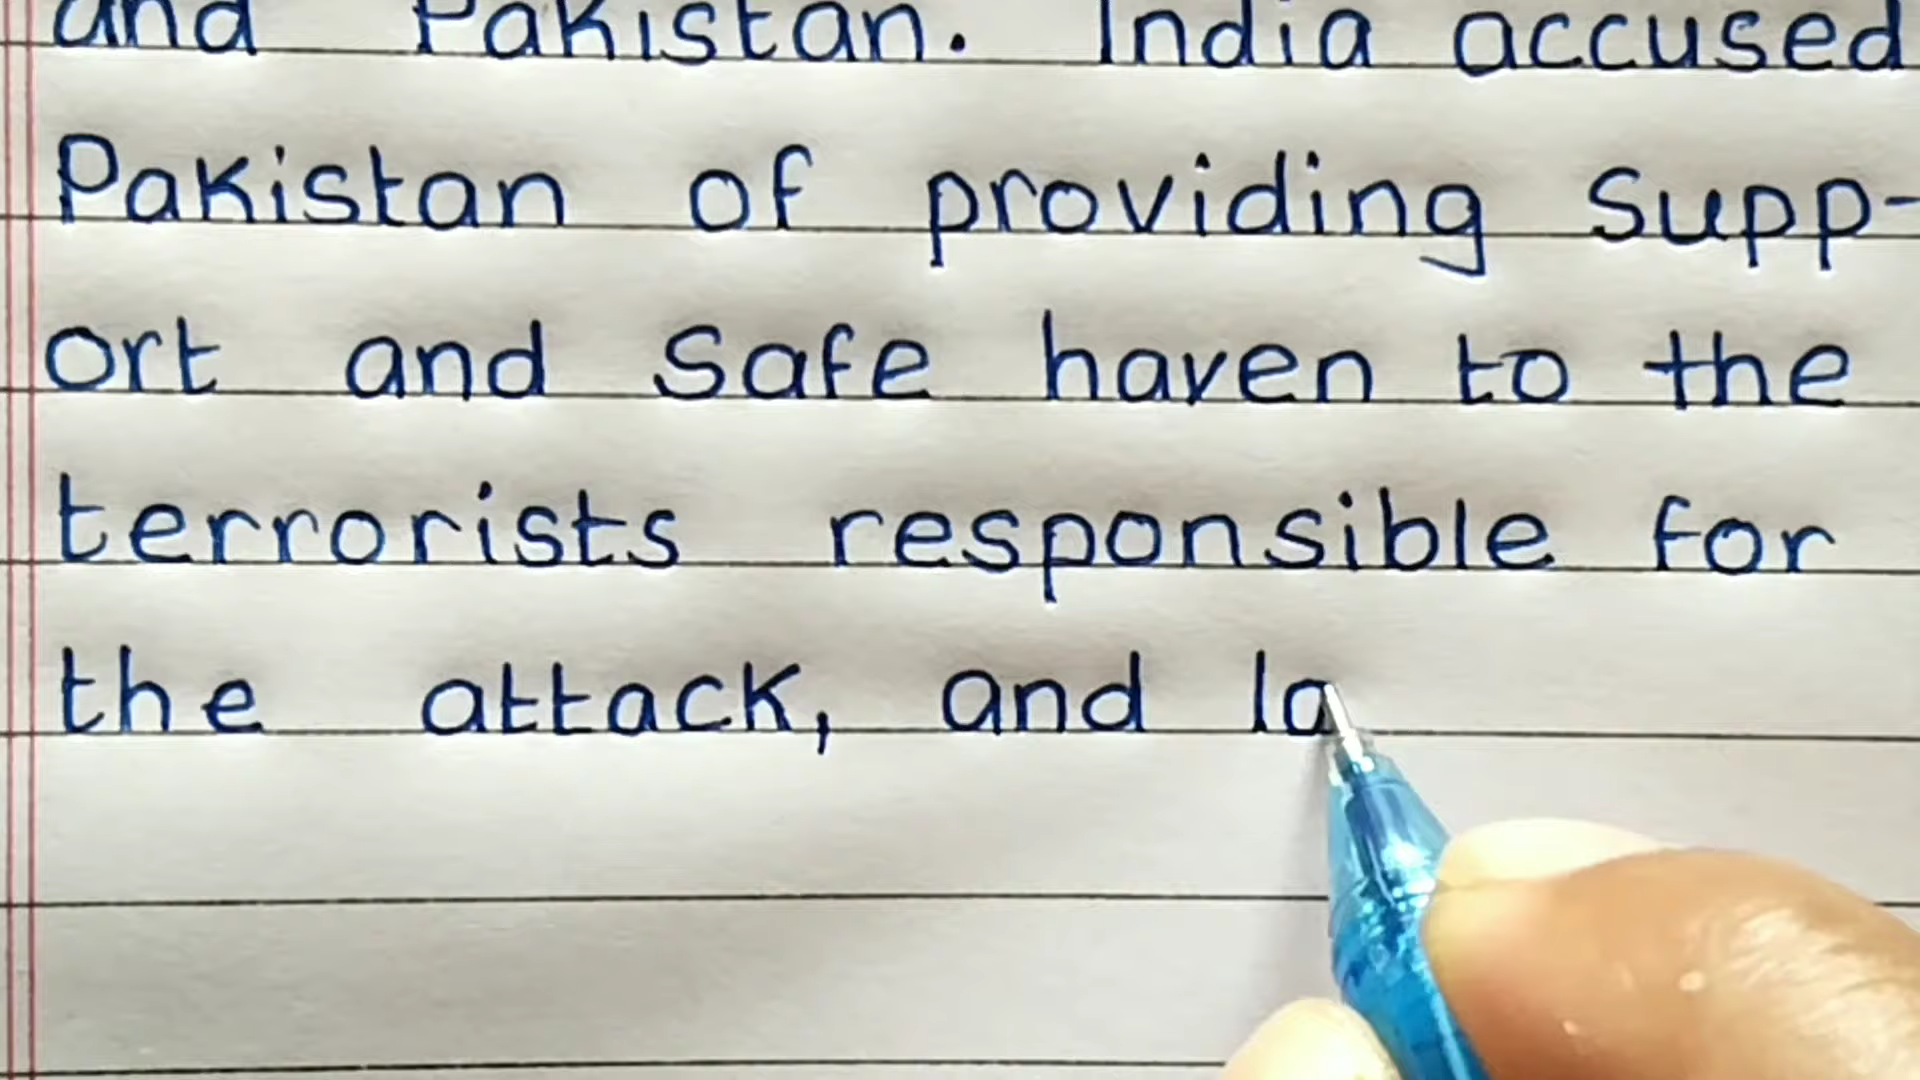 and Pakistan. India accused
Pakistan of providing supp-
ort and safe haven to the
terrorists responsible for
the attack, and la